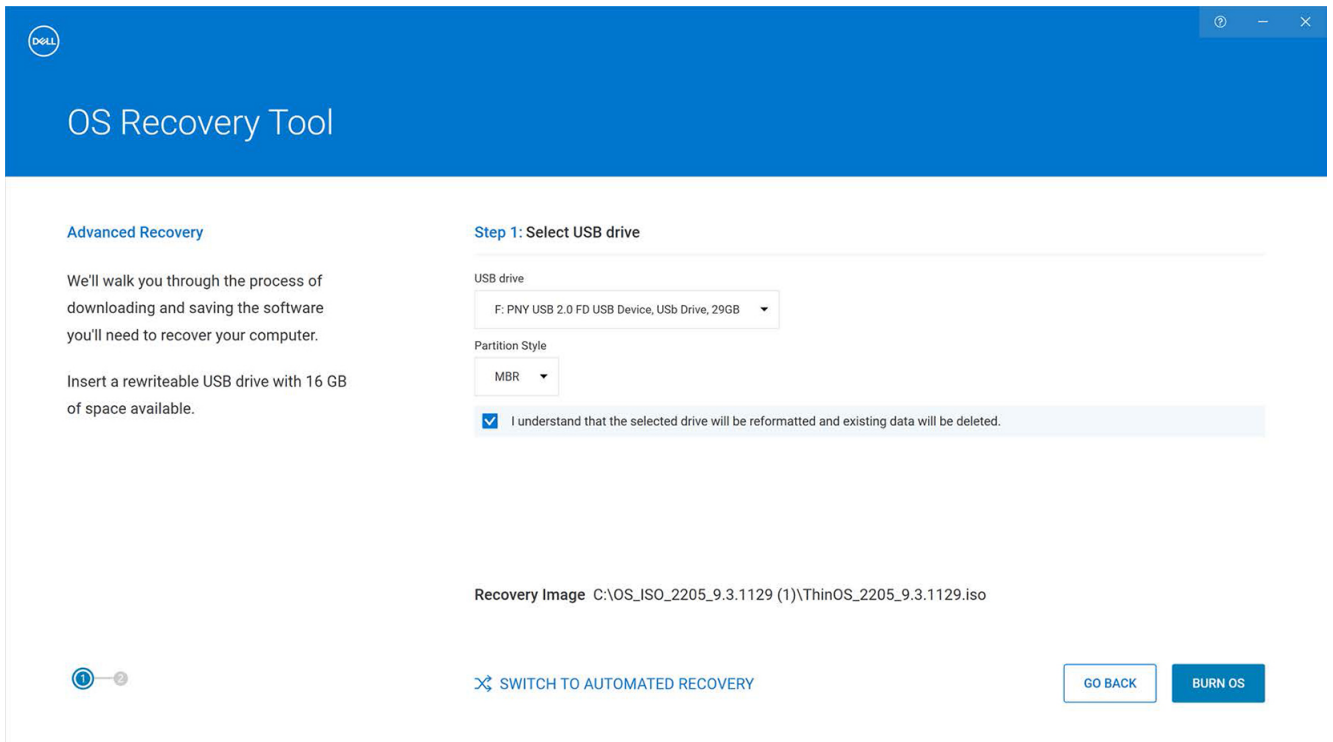 DELL
OS Recovery Tool
Advanced Recovery
We'll walk you through the process of
downloading and saving the software
you'll need to recover your computer.
Insert a rewriteable USB drive with 16 GB
of space available.
Step 1: Select USB drive
USB drive
F: PNY USB 2.0 FD USB Device, USb Drive, 29GB
Partition Style
MBR
I understand that the selected drive will be reformatted and existing data will be deleted.
Recovery Image C:\OS_ISO_2205_9.3.1129 (1)\ThinOS_2205_9.3.1129.iso
1 2
SWITCH TO AUTOMATED RECOVERY
GO BACK
BURN OS